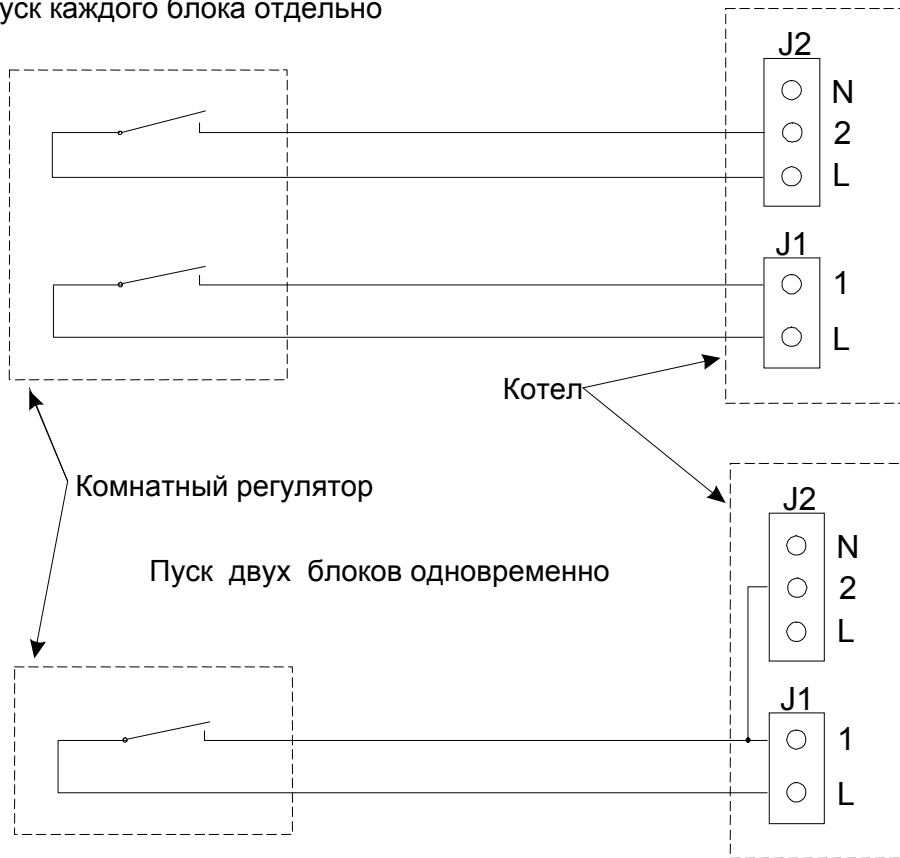 уск каждого блока отдельно
J2
N
2
L
J1
1
L
Котел
Комнатный регулятор
J2
N
Пуск двух блоков одновременно
2
L
J1
1
L